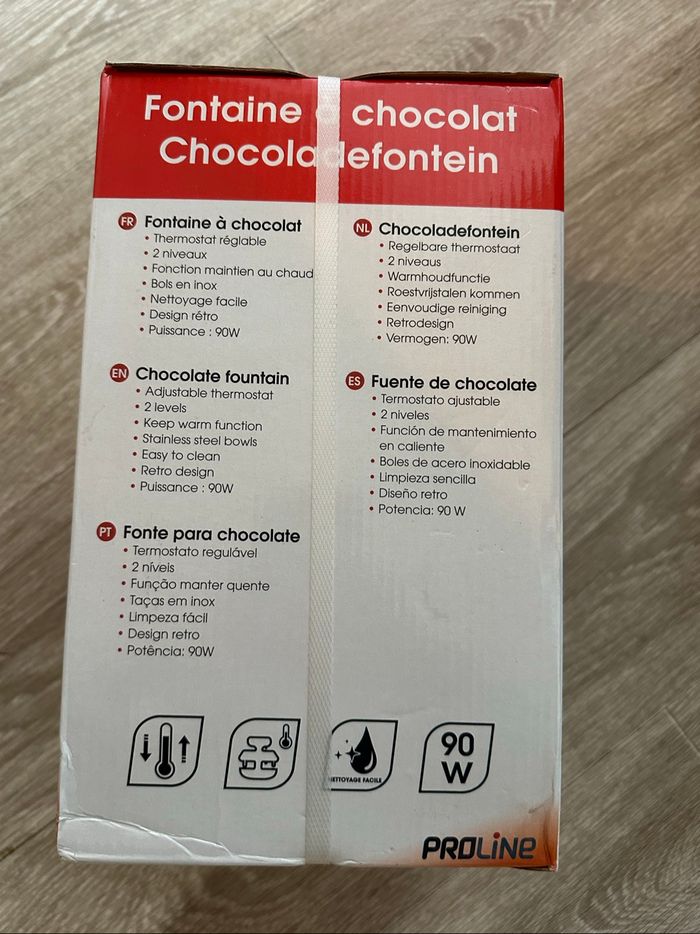 Fontaine à chocolat
Chocoladefontein
FR Fontaine à chocolat
• Thermostat réglable
• 2 niveaux
• Fonction maintien au chaud
• Bols en inox
• Nettoyage facile
• Design rétro
• Puissance : 90W
NL Chocoladefontein
• Regelbare thermostaat
• 2 niveaus
• Warmhoudfunctie
• Roestvrijstalen kommen
• Eenvoudige reiniging
• Retrodesign
• Vermogen: 90W
EN Chocolate fountain
• Adjustable thermostat
• 2 levels
• Keep warm function
• Stainless steel bowls
• Easy to clean
• Retro design
• Puissance : 90W
ES Fuente de chocolate
• Termostato ajustable
• 2 niveles
• Función de mantenimiento
en caliente
• Boles de acero inoxidable
• Limpieza sencilla
• Diseño retro
• Potencia: 90 W
PT Fonte para chocolate
• Termostato regulável
• 2 níveis
• Função manter quente
• Taças em inox
• Limpeza fácil
• Design retro
• Potência: 90W
NETTOYAGE FACILE
90
W
PROLINE